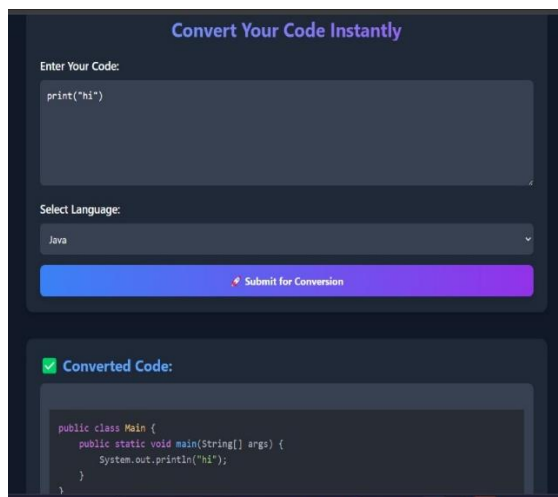 Convert Your Code Instantly
Enter Your Code:
print("hi")
Select Language:
Java
🚀 Submit for Conversion
✅ Converted Code:
public class Main {
    public static void main(String[] args) {
        System.out.println("hi");
    }
}